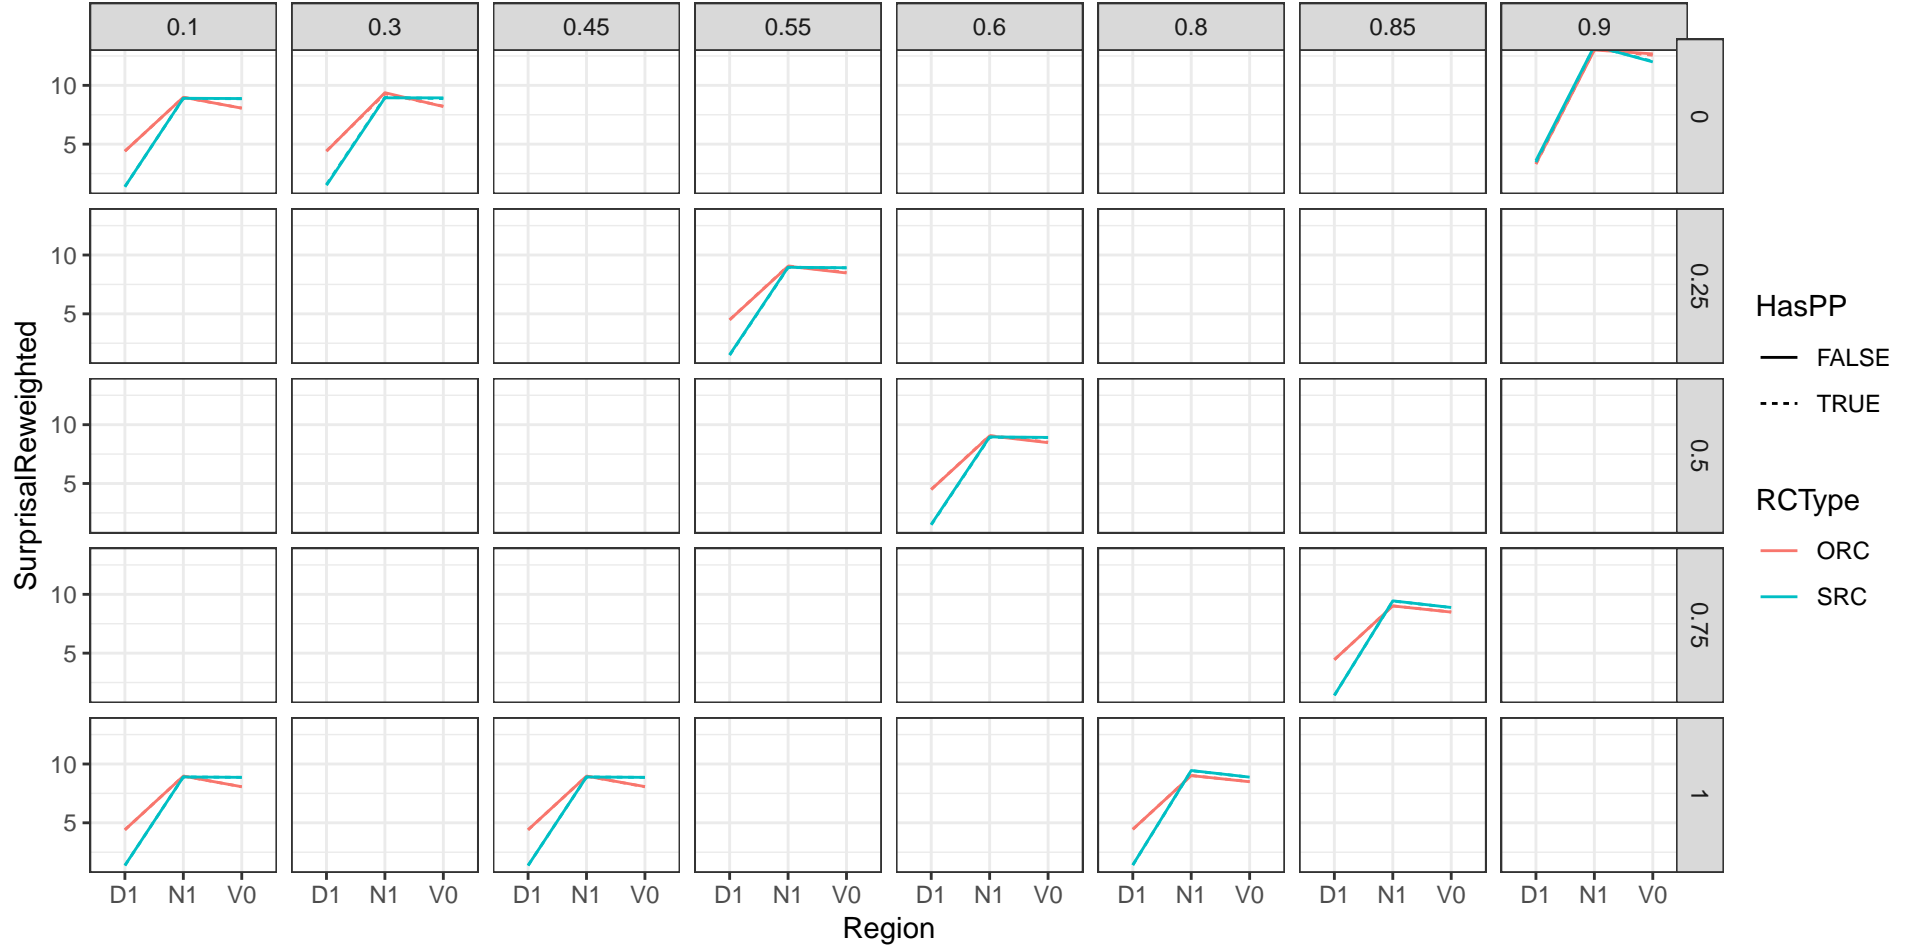 0.1 0.3 0.45 0.55 0.6 0.8 0.85 0.9
10
5
0
10
5
0.25
10
5
0.5
10
5
0.75
10
5
1
D1 N1 V0 D1 N1 V0 D1 N1 V0 D1 N1 V0 D1 N1 V0 D1 N1 V0 D1 N1 V0 D1 N1 V0
Region
SurprisalReweighted
HasPP
FALSE
TRUE
RCType
ORC
SRC